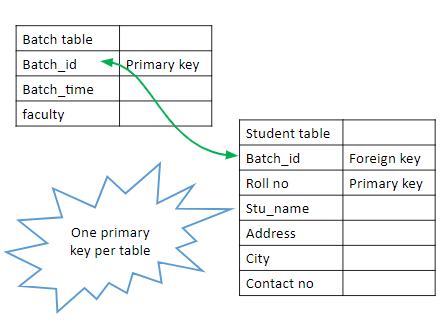 Batch table
Batch_id Primary key
Batch_time
faculty
Student table
Batch_id Foreign key
Roll no Primary key
Stu_name
Address
City
Contact no
One primary
key per table